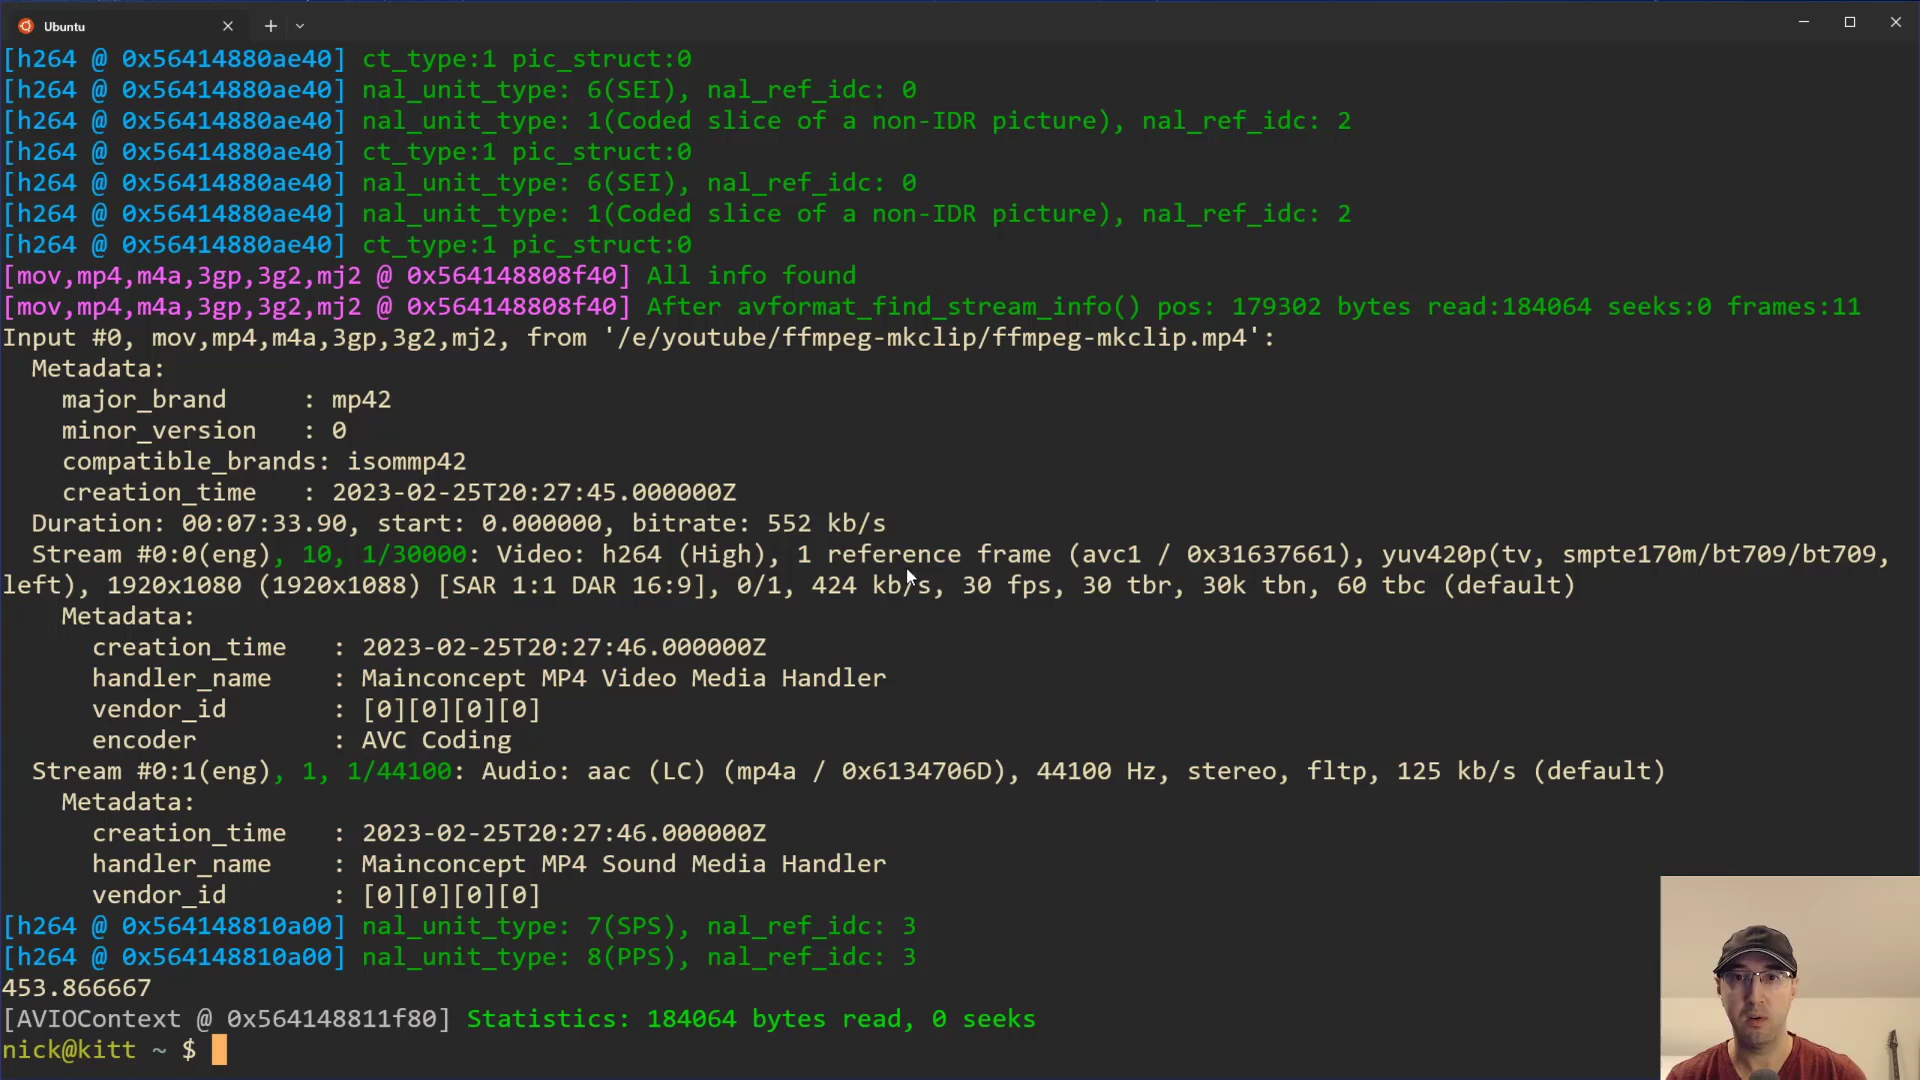 Ubuntu
[h264 @ 0x56414880ae40] ct_type:1 pic_struct:0
[h264 @ 0x56414880ae40] nal_unit_type: 6(SEI), nal_ref_idc: 0
[h264 @ 0x56414880ae40] nal_unit_type: 1(Coded slice of a non-IDR picture), nal_ref_idc: 2
[h264 @ 0x56414880ae40] ct_type:1 pic_struct:0
[h264 @ 0x56414880ae40] nal_unit_type: 6(SEI), nal_ref_idc: 0
[h264 @ 0x56414880ae40] nal_unit_type: 1(Coded slice of a non-IDR picture), nal_ref_idc: 2
[h264 @ 0x56414880ae40] ct_type:1 pic_struct:0
[mov,mp4,m4a,3gp,3g2,mj2 @ 0x564148808f40] All info found
[mov,mp4,m4a,3gp,3g2,mj2 @ 0x564148808f40] After avformat_find_stream_info() pos: 179302 bytes read:184064 seeks:0 frames:11
Input #0, mov,mp4,m4a,3gp,3g2,mj2, from '/e/youtube/ffmpeg-mkclip/ffmpeg-mkclip.mp4':
  Metadata:
    major_brand     : mp42
    minor_version   : 0
    compatible_brands: isommp42
    creation_time   : 2023-02-25T20:27:45.000000Z
  Duration: 00:07:33.90, start: 0.000000, bitrate: 552 kb/s
  Stream #0:0(eng), 10, 1/30000: Video: h264 (High), 1 reference frame (avc1 / 0x31637661), yuv420p(tv, smpte170m/bt709/bt709,
left), 1920x1080 (1920x1088) [SAR 1:1 DAR 16:9], 0/1, 424 kb/s, 30 fps, 30 tbr, 30k tbn, 60 tbc (default)
    Metadata:
      creation_time   : 2023-02-25T20:27:46.000000Z
      handler_name    : Mainconcept MP4 Video Media Handler
      vendor_id       : [0][0][0][0]
      encoder         : AVC Coding
  Stream #0:1(eng), 1, 1/44100: Audio: aac (LC) (mp4a / 0x6134706D), 44100 Hz, stereo, fltp, 125 kb/s (default)
    Metadata:
      creation_time   : 2023-02-25T20:27:46.000000Z
      handler_name    : Mainconcept MP4 Sound Media Handler
      vendor_id       : [0][0][0][0]
[h264 @ 0x564148810a00] nal_unit_type: 7(SPS), nal_ref_idc: 3
[h264 @ 0x564148810a00] nal_unit_type: 8(PPS), nal_ref_idc: 3
453.866667
[AVIOContext @ 0x564148811f80] Statistics: 184064 bytes read, 0 seeks
nick@kitt ~ $